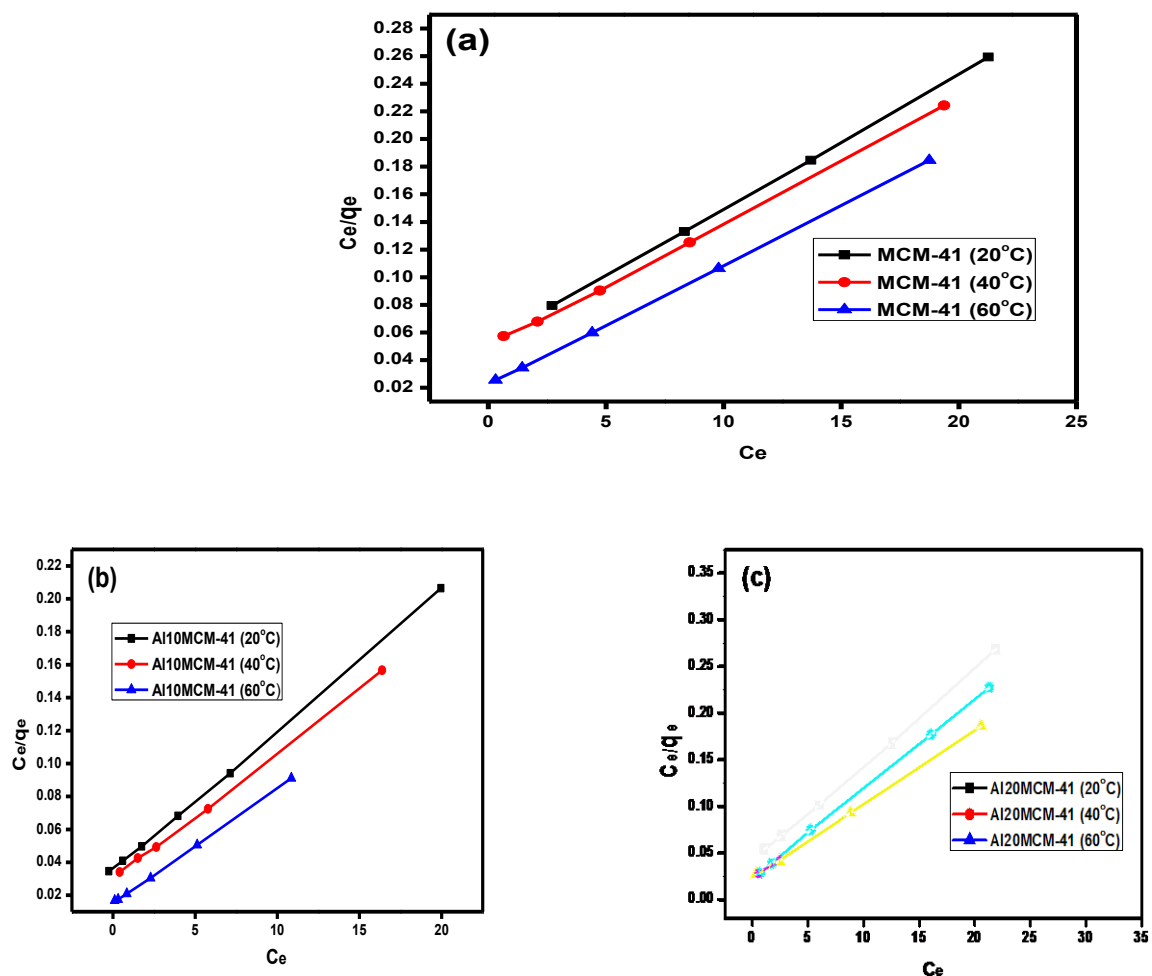 (a)
0.28
0.26
0.24
0.22
0.20
0.18
0.16
0.14
0.12
0.10
0.08
0.06
0.04
0.02
Ce/qe
MCM-41 (20°C)
MCM-41 (40°C)
MCM-41 (60°C)
0 5 10 15 20 25
Ce
(b)
0.22
0.20
0.18
0.16
0.14
0.12
0.10
0.08
0.06
0.04
0.02
Ce/qe
Al10MCM-41 (20°C)
Al10MCM-41 (40°C)
Al10MCM-41 (60°C)
0 5 10 15 20
Ce
(c)
0.35
0.30
0.25
0.20
0.15
0.10
0.05
0.00
Ce/qe
Al20MCM-41 (20°C)
Al20MCM-41 (40°C)
Al20MCM-41 (60°C)
0 5 10 15 20 25 30 35
Ce